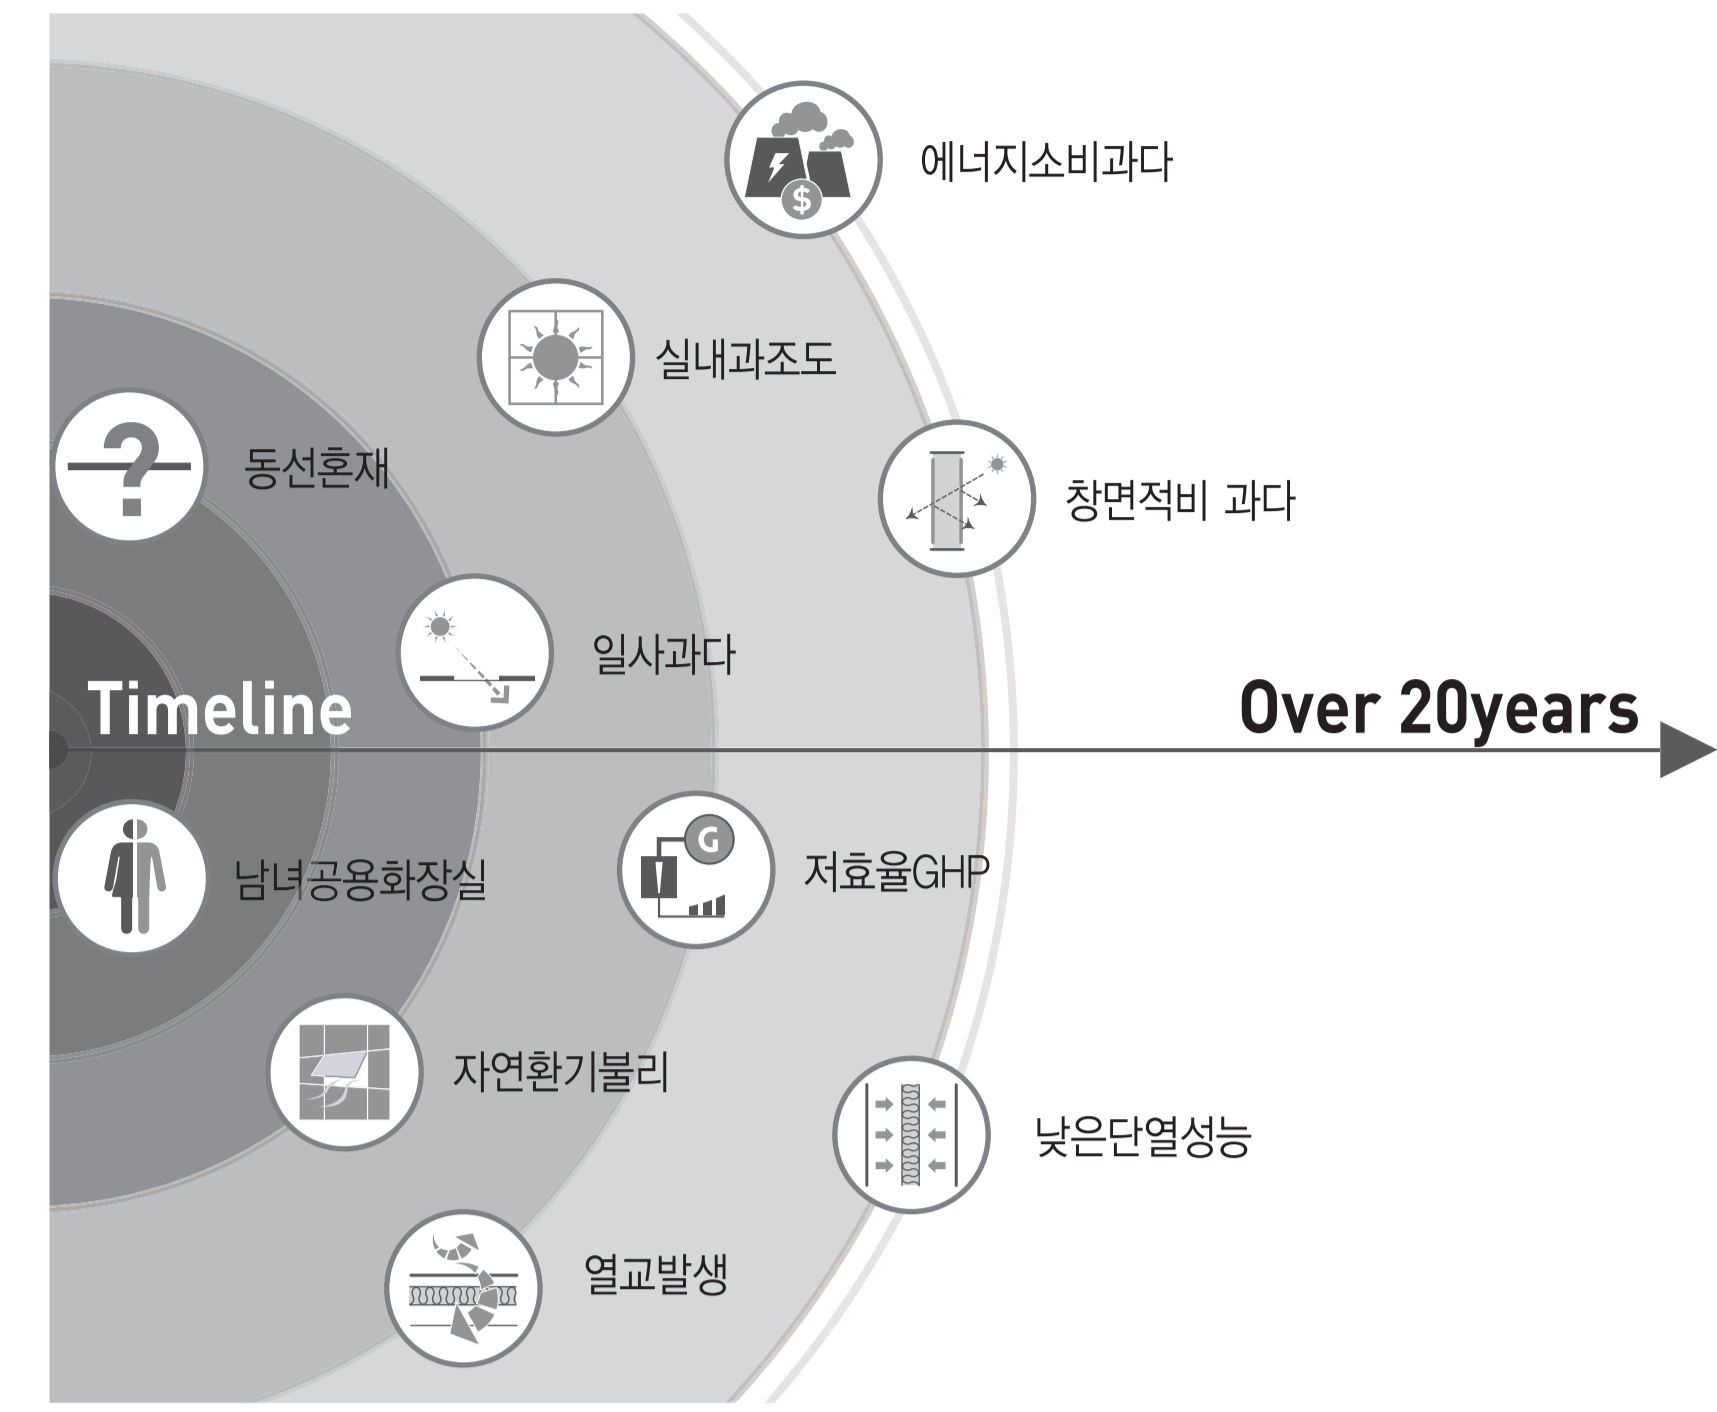 $
에너지소비과다
실내과조도
?
동선혼재
창면적비 과다
일사과다
Timeline
Over 20years
G
남녀공용화장실
저효율GHP
자연환기불리
낮은단열성능
열교발생